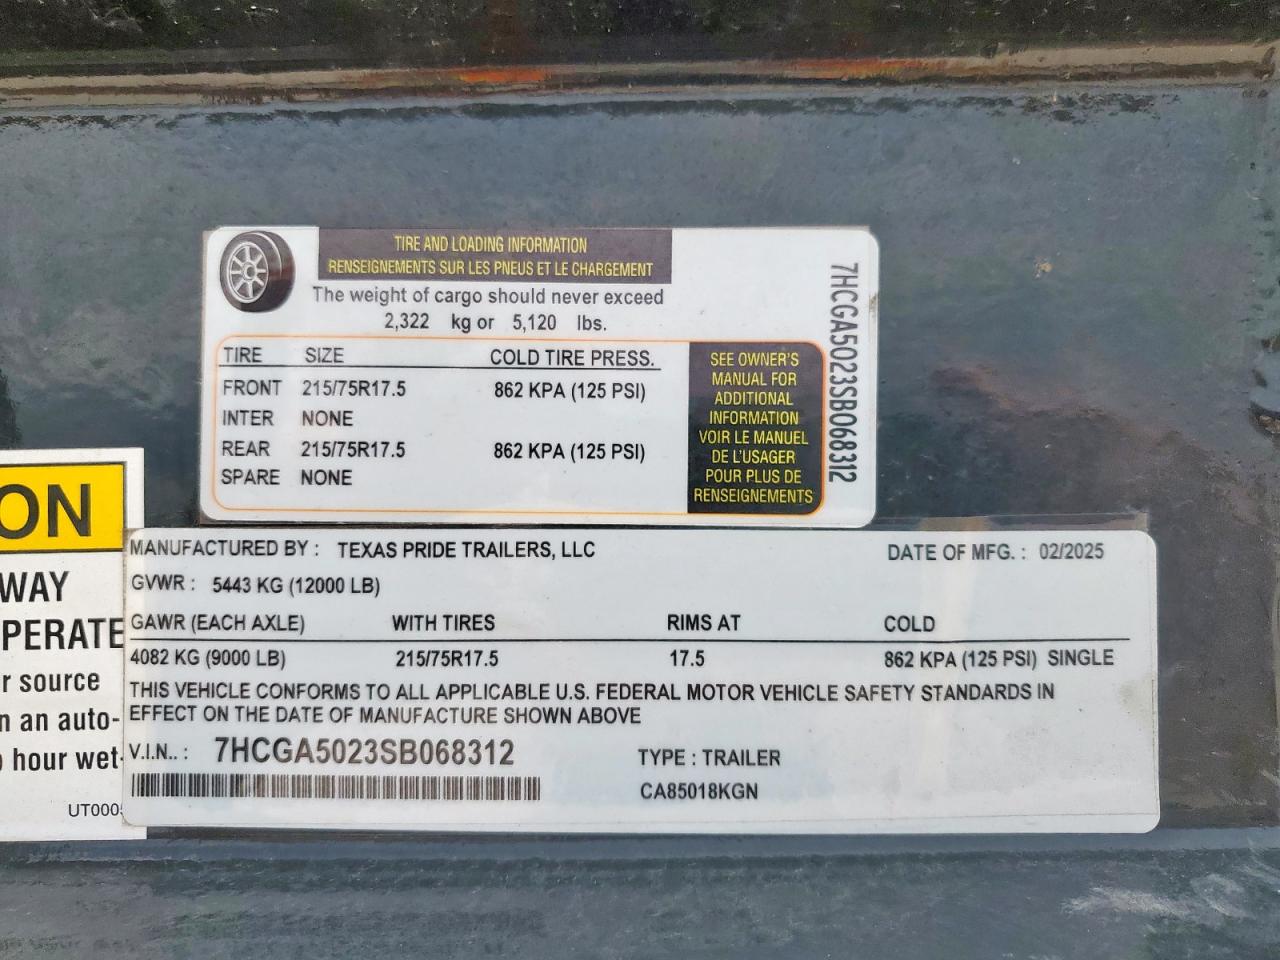 TIRE AND LOADING INFORMATION
RENSEIGNEMENTS SUR LES PNEUS ET LE CHARGEMENT
The weight of cargo should never exceed
2,322 kg or 5,120 lbs.
TIRE SIZE COLD TIRE PRESS.
FRONT 215/75R17.5 862 KPA (125 PSI)
INTER NONE
REAR 215/75R17.5 862 KPA (125 PSI)
SPARE NONE
SEE OWNER'S
MANUAL FOR
ADDITIONAL
INFORMATION
VOIR LE MANUEL
DE L'USAGER
POUR PLUS DE
RENSEIGNEMENTS
7HCGA5023SB068312
ON
WAY
PERATE
r source
n an auto-
hour wet-
UT000
MANUFACTURED BY : TEXAS PRIDE TRAILERS, LLC DATE OF MFG. : 02/2025
GVWR : 5443 KG (12000 LB)
GAWR (EACH AXLE) WITH TIRES RIMS AT COLD
4082 KG (9000 LB) 215/75R17.5 17.5 862 KPA (125 PSI) SINGLE
THIS VEHICLE CONFORMS TO ALL APPLICABLE U.S. FEDERAL MOTOR VEHICLE SAFETY STANDARDS IN
EFFECT ON THE DATE OF MANUFACTURE SHOWN ABOVE
V.I.N.. : 7HCGA5023SB068312 TYPE : TRAILER
CA85018KGN